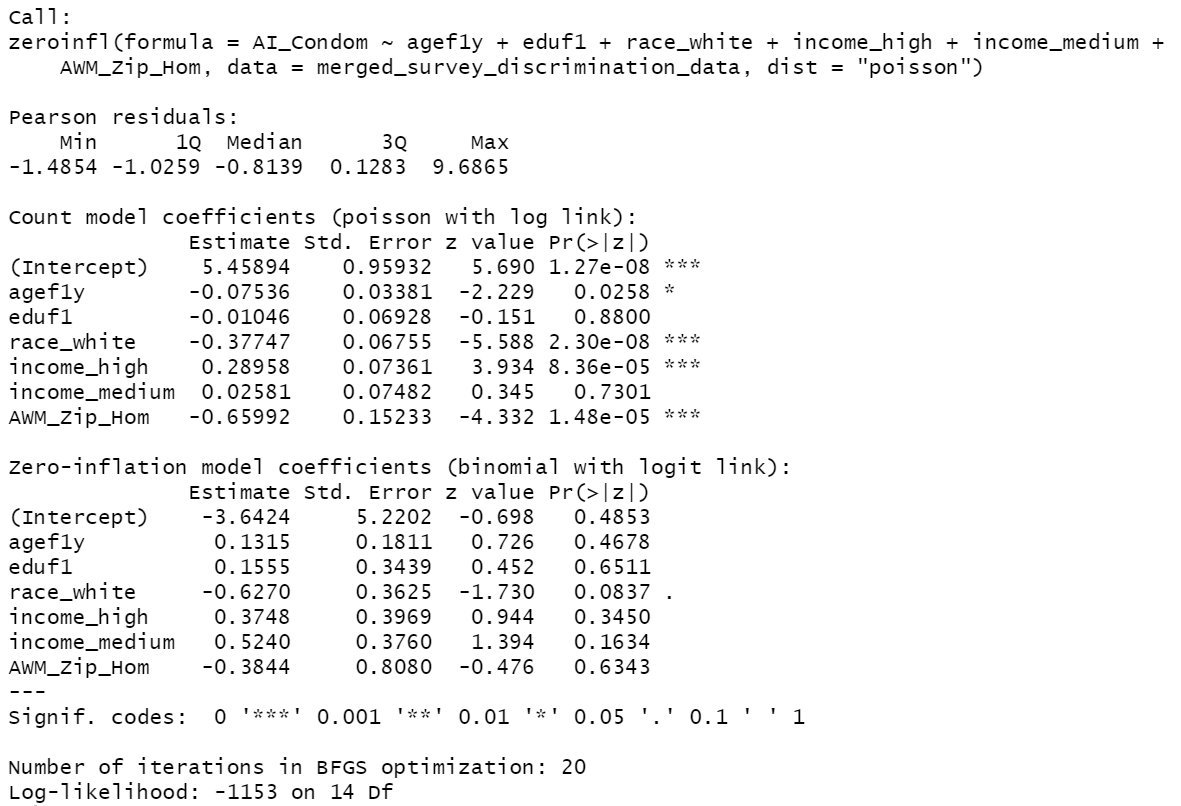 Call:
zeroinfl(formula = AI_Condom ~ agef1y + eduf1 + race_white + income_high + income_medium +
    AWM_Zip_Hom, data = merged_survey_discrimination_data, dist = "poisson")

Pearson residuals:
    Min      1Q  Median      3Q     Max
-1.4854 -1.0259 -0.8139  0.1283  9.6865

Count model coefficients (poisson with log link):
              Estimate Std. Error z value Pr(>|z|)
(Intercept)    5.45894    0.95932   5.690 1.27e-08 ***
agef1y        -0.07536    0.03381  -2.229   0.0258 *
eduf1         -0.01046    0.06928  -0.151   0.8800
race_white    -0.37747    0.06755  -5.588 2.30e-08 ***
income_high    0.28958    0.07361   3.934 8.36e-05 ***
income_medium  0.02581    0.07482   0.345   0.7301
AWM_Zip_Hom   -0.65992    0.15233  -4.332 1.48e-05 ***

Zero-inflation model coefficients (binomial with logit link):
              Estimate Std. Error z value Pr(>|z|)
(Intercept)    -3.6424     5.2202  -0.698   0.4853
agef1y          0.1315     0.1811   0.726   0.4678
eduf1           0.1555     0.3439   0.452   0.6511
race_white     -0.6270     0.3625  -1.730   0.0837 .
income_high     0.3748     0.3969   0.944   0.3450
income_medium   0.5240     0.3760   1.394   0.1634
AWM_Zip_Hom    -0.3844     0.8080  -0.476   0.6343
---
Signif. codes:  0 '***' 0.001 '**' 0.01 '*' 0.05 '.' 0.1 ' ' 1

Number of iterations in BFGS optimization: 20
Log-likelihood: -1153 on 14 Df